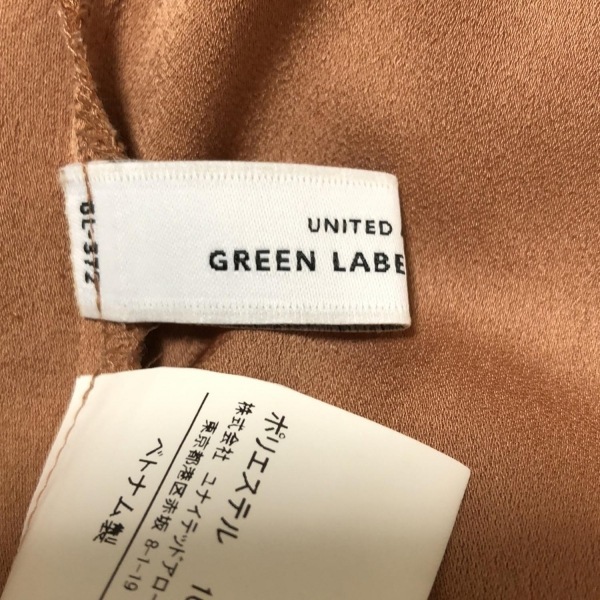 UNITED
GREEN LABE
GL-372
ポリエステル 10
株式会社 ユナイテッドアロー
東京都港区赤坂 8-1-19
ベトナム製